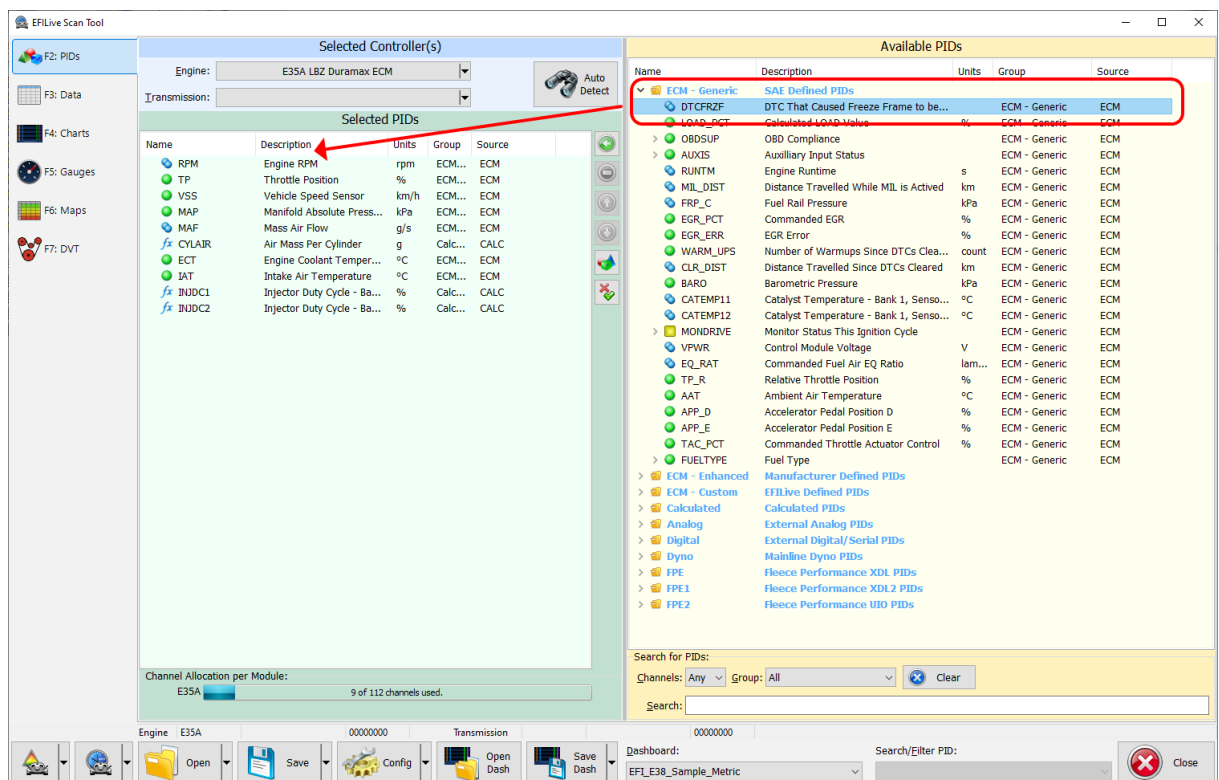 EFILive Scan Tool
F2: PIDs
F3: Data
F4: Charts
F5: Gauges
F6: Maps
F7: DVT
Selected Controller(s)
Engine: E35A LBZ Duramax ECM
Transmission:
Auto Detect
Selected PIDs
Name Description Units Group Source
RPM Engine RPM rpm ECM... ECM
TP Throttle Position % ECM... ECM
VSS Vehicle Speed Sensor km/h ECM... ECM
MAP Manifold Absolute Press... kPa ECM... ECM
MAF Mass Air Flow g/s ECM... ECM
fx CYLAIR Air Mass Per Cylinder g Calc... CALC
ECT Engine Coolant Temper... °C ECM... ECM
IAT Intake Air Temperature °C ECM... ECM
fx INJDC1 Injector Duty Cycle - Ba... % Calc... CALC
fx INJDC2 Injector Duty Cycle - Ba... % Calc... CALC
Channel Allocation per Module:
E35A 9 of 112 channels used.
Available PIDs
Name Description Units Group Source
ECM - Generic SAE Defined PIDs
DTCFRZF DTC That Caused Freeze Frame to be... ECM - Generic ECM
LOAD_PCT Calculated LOAD Value % ECM - Generic ECM
OBDSUP OBD Compliance ECM - Generic ECM
AUXIS Auxilliary Input Status ECM - Generic ECM
RUNTM Engine Runtime s ECM - Generic ECM
MIL_DIST Distance Travelled While MIL is Actived km ECM - Generic ECM
FRP_C Fuel Rail Pressure kPa ECM - Generic ECM
EGR_PCT Commanded EGR % ECM - Generic ECM
EGR_ERR EGR Error % ECM - Generic ECM
WARM_UPS Number of Warmups Since DTCs Clea... count ECM - Generic ECM
CLR_DIST Distance Travelled Since DTCs Cleared km ECM - Generic ECM
BARO Barometric Pressure kPa ECM - Generic ECM
CATEMP11 Catalyst Temperature - Bank 1, Senso... °C ECM - Generic ECM
CATEMP12 Catalyst Temperature - Bank 1, Senso... °C ECM - Generic ECM
MONDRIVE Monitor Status This Ignition Cycle ECM - Generic ECM
VPWR Control Module Voltage V ECM - Generic ECM
EQ_RAT Commanded Fuel Air EQ Ratio lam... ECM - Generic ECM
TP_R Relative Throttle Position % ECM - Generic ECM
AAT Ambient Air Temperature °C ECM - Generic ECM
APP_D Accelerator Pedal Position D % ECM - Generic ECM
APP_E Accelerator Pedal Position E % ECM - Generic ECM
TAC_PCT Commanded Throttle Actuator Control % ECM - Generic ECM
FUELTYPE Fuel Type ECM - Generic ECM
ECM - Enhanced Manufacturer Defined PIDs
ECM - Custom EFILive Defined PIDs
Calculated Calculated PIDs
Analog External Analog PIDs
Digital External Digital/Serial PIDs
Dyno Mainline Dyno PIDs
FPE Fleece Performance XDL PIDs
FPE1 Fleece Performance XDL2 PIDs
FPE2 Fleece Performance UIO PIDs
Search for PIDs:
Channels: Any Group: All Clear
Search:
Engine E35A 00000000 Transmission 00000000
Open Save Config Open Dash Save Dash
Dashboard: Search/Filter PID:
EFI_E38_Sample_Metric
Close